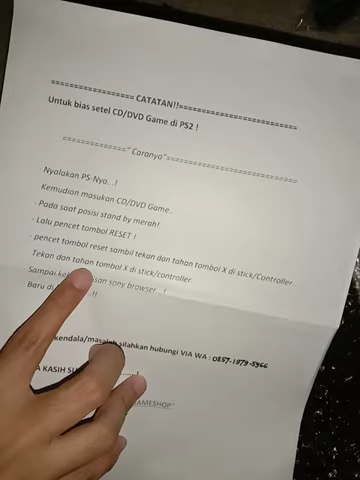 ================= CATATAN!!=========================
Untuk bias setel CD/DVD Game di PS2 !
=============" Caranya"===========================
Nyalakan PS-Nya..!
Kemudian masukan CD/DVD Game.
- Pada saat posisi stand by merah!
- Lalu pencet tombol RESET !
- pencet tombol reset sambil tekan dan tahan tombol X di stick/Controller.
Tekan dan tahan tombol X di stick/controller.
Sampai sony browser...!
Baru di !!
kendala/masalah silahkan hubungi VIA WA : 0857-1879-5966
KASIH
GAMESHOP"